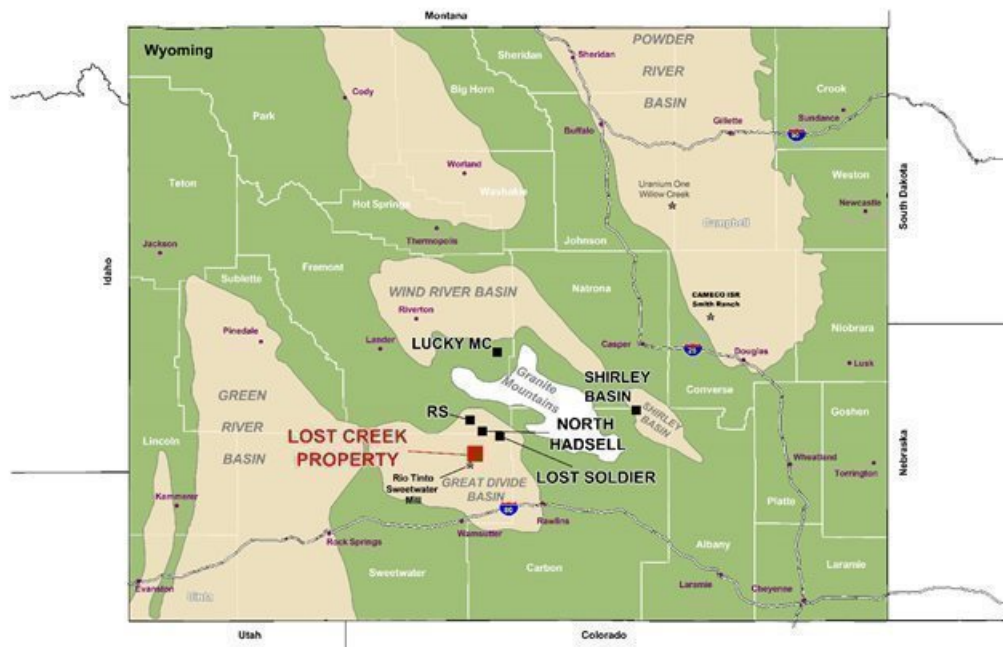 Montana
Wyoming
Sheridan
Sheridan
POWDER
RIVER
BASIN
Cody
Big Horn
Crook
Park
Sundance
Buffalo
Gillette
90
Worland
Washakie
Weston
Teton
Uranium One
Willow Creek
South Dakota
Hot Springs
Newcastle
Campbell
Thermopolis
Johnson
Jackson
Idaho
Sublette
Fremont
WIND RIVER BASIN
Natrona
CAMECO ISR
Smith Ranch
Riverton
Niobrara
Pinedale
Lander
LUCKY MC
Casper
25
Douglas
Lusk
Granite
Mountains
SHIRLEY
BASIN
Converse
GREEN
RIVER
BASIN
RS
SHIRLEY
BASIN
Goshen
NORTH
HADSELL
Lincoln
LOST CREEK
PROPERTY
LOST SOLDIER
Wheatland
Torrington
Nebraska
Rio Tinto
Sweetwater
Mill
GREAT DIVIDE
BASIN
Kemmerer
Platte
80
Rawlins
Wamsutter
Rock Springs
Albany
Sweetwater
Carbon
Laramie
Evanston
Laramie
Cheyenne
Uinta
Utah
Colorado